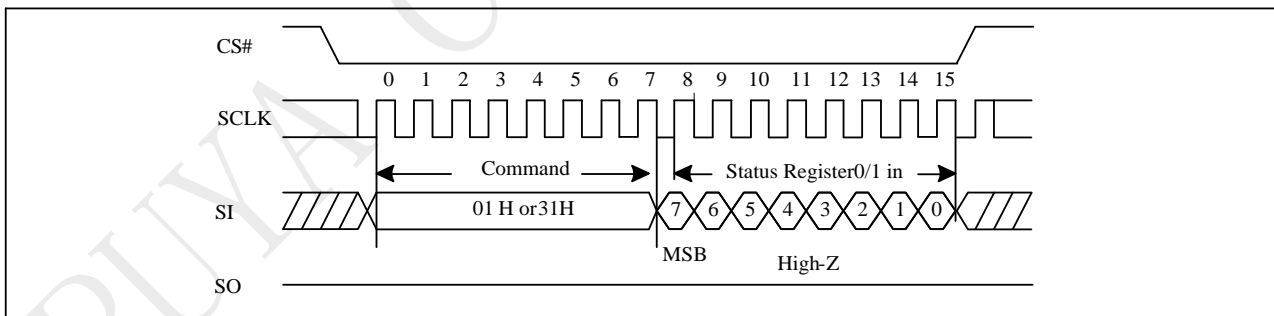 CS#
0 1 2 3 4 5 6 7 8 9 10 11 12 13 14 15
SCLK
Command Status Register0/1 in
SI 01 H or31H 7 6 5 4 3 2 1 0
MSB High-Z
SO
PUYA